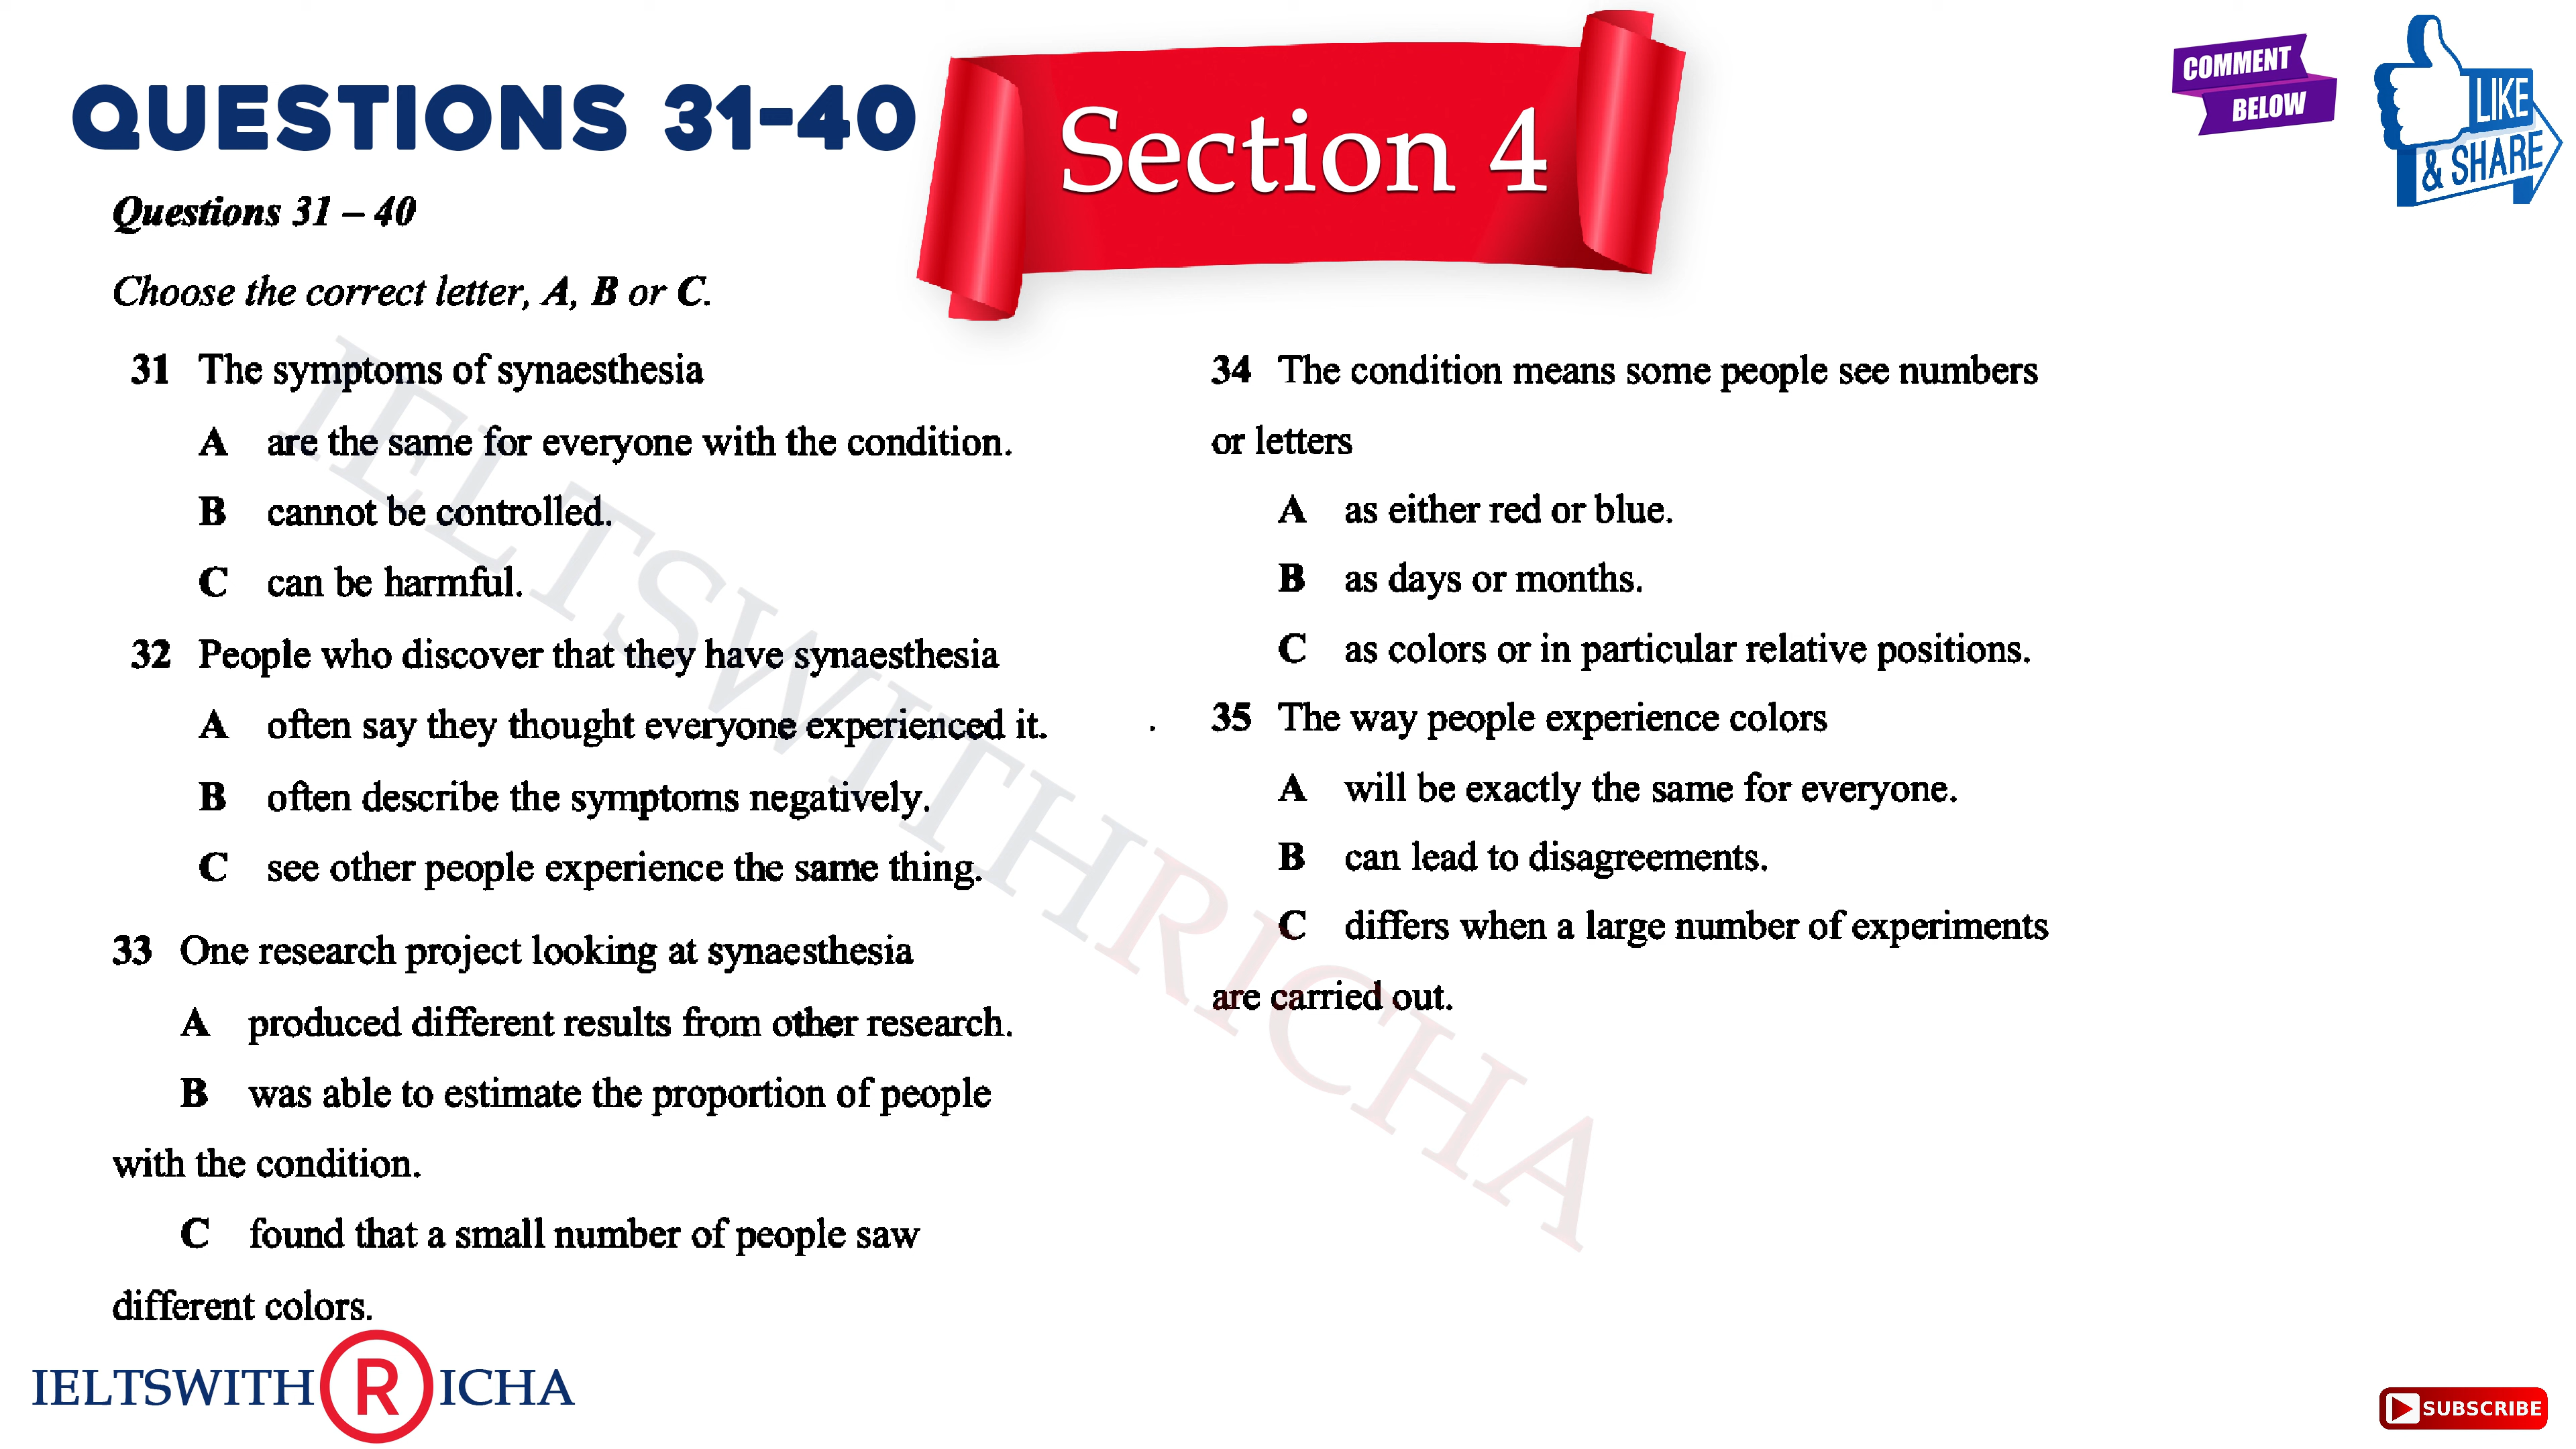 QUESTIONS 31-40
Section 4
COMMENT
BELOW
LIKE
& SHARE
Questions 31 – 40
Choose the correct letter, A, B or C.
31 The symptoms of synaesthesia
A are the same for everyone with the condition.
B cannot be controlled.
C can be harmful.
32 People who discover that they have synaesthesia
A often say they thought everyone experienced it.
B often describe the symptoms negatively.
C see other people experience the same thing.
33 One research project looking at synaesthesia
A produced different results from other research.
B was able to estimate the proportion of people
with the condition.
C found that a small number of people saw
different colors.
34 The condition means some people see numbers
or letters
A as either red or blue.
B as days or months.
C as colors or in particular relative positions.
35 The way people experience colors
A will be exactly the same for everyone.
B can lead to disagreements.
C differs when a large number of experiments
are carried out.
IELTSWITHRICHA
IELTSWITHRICHA
SUBSCRIBE